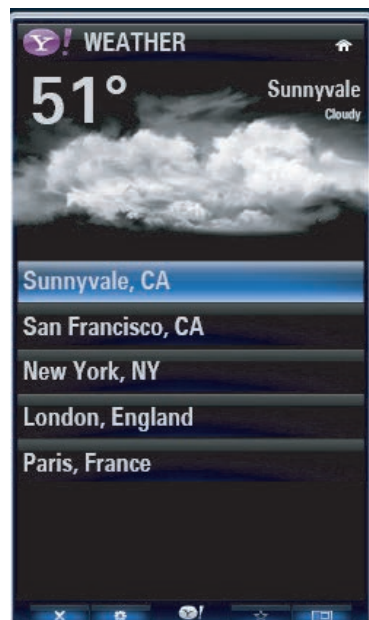 Y! WEATHER
51°
Sunnyvale
Cloudy
Sunnyvale, CA
San Francisco, CA
New York, NY
London, England
Paris, France
Y!